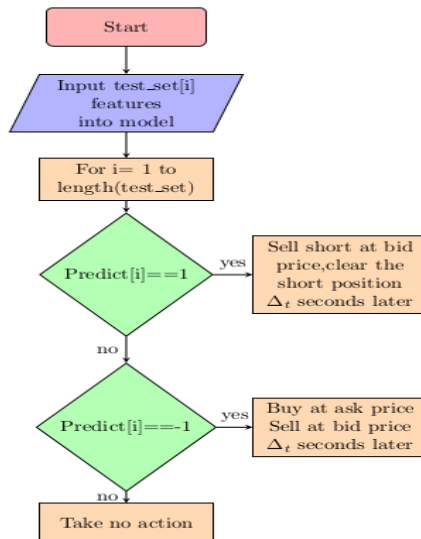 Start
Input test_set[i]
features
into model
For i= 1 to
length(test_set)
Predict[i]==1
yes
Sell short at bid
price,clear the
short position
Δₜ seconds later
no
Predict[i]==-1
yes
Buy at ask price
Sell at bid price
Δₜ seconds later
no
Take no action